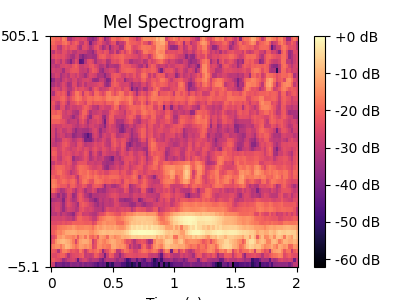 Mel Spectrogram
505.1
−5.1
0
0.5
1
1.5
2
+0 dB
-10 dB
-20 dB
-30 dB
-40 dB
-50 dB
-60 dB